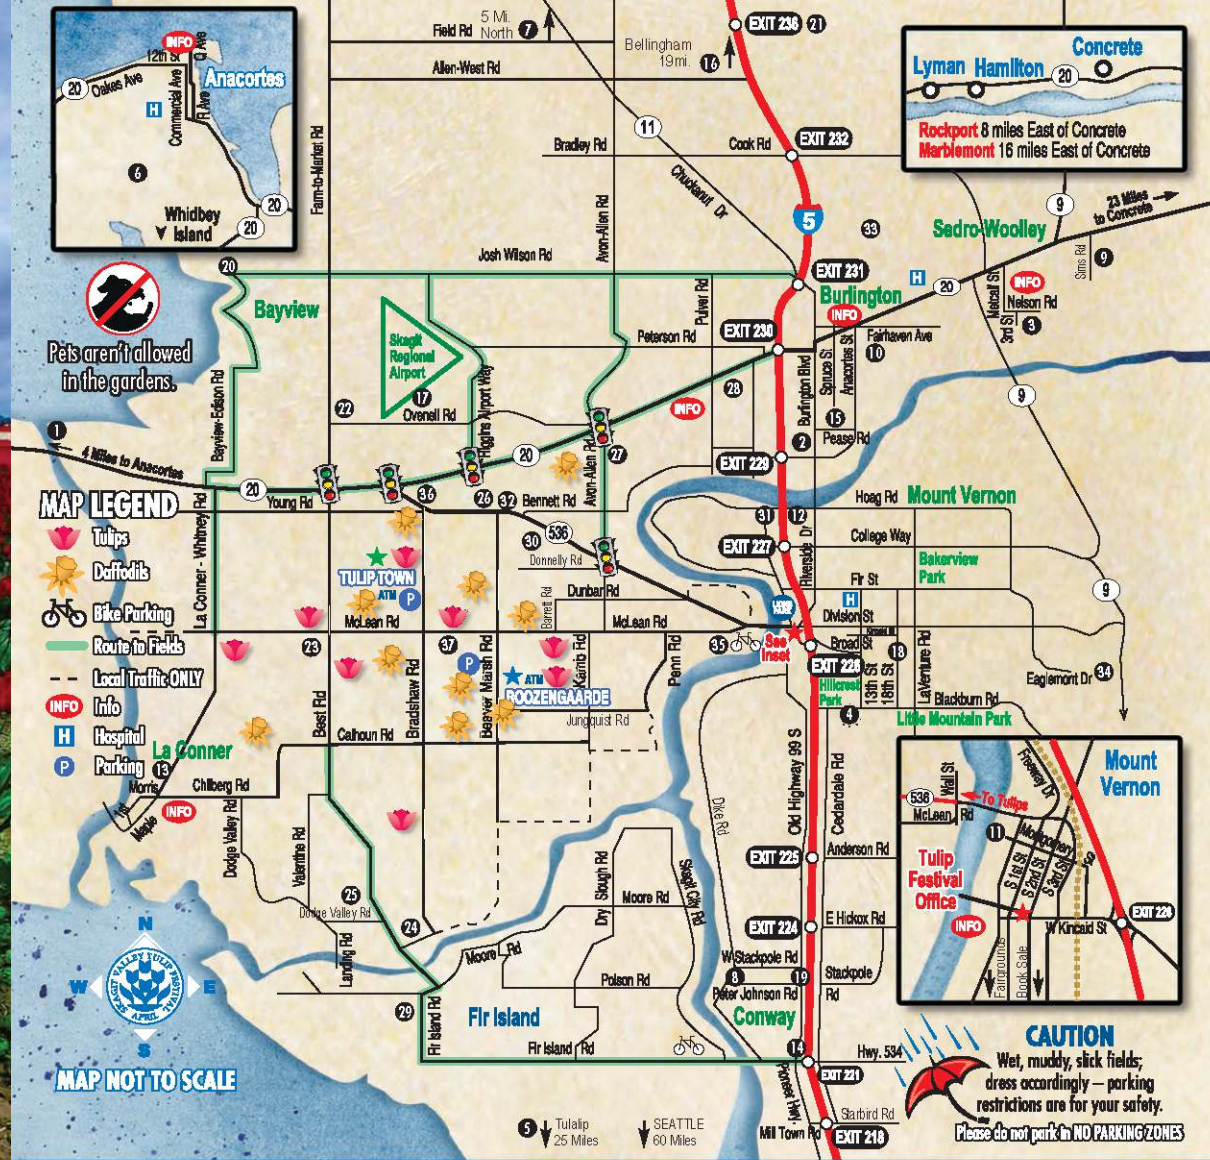 5 Mi.
North
7
Field Rd
Bellingham
19 mi.
16
EXIT 236
21
Allen-West Rd
INFO
Q Ave
12th St
20
Oakes Ave
Anacortes
H
Commercial Ave
R Ave
6
Whidbey
Island
20
20
Lyman
Hamilton
20
Concrete
Rockport 8 miles East of Concrete
Marblemont 16 miles East of Concrete
Farm-to-Market Rd
11
Bradley Rd
Cook Rd
EXIT 232
Chuckanut Dr
Avon-Allen Rd
5
33
9
23 Miles
to Concrete
Sedro-Woolley
Sims Rd
9
Josh Wilson Rd
20
EXIT 231
H
20
Metcalf St
INFO
Nelson Rd
3rd St
3
Pets aren't allowed
in the gardens.
Bayview
Skagit
Regional
Airport
17
Ovenell Rd
22
Higgins Airport Way
Pulver Rd
Burlington
INFO
EXIT 230
Peterson Rd
Fairhaven Ave
10
Burlington Blvd
Spruce St
Anacortes St
15
Pease Rd
2
28
INFO
9
Bayview-Edison Rd
1
4 Miles to Anacortes
20
Young Rd
20
27
Avon-Allen Rd
EXIT 229
36
26
32
Bennett Rd
536
30
Donnelly Rd
Hoag Rd
Mount Vernon
31
12
EXIT 227
Riverside Dr
College Way
Bakerview
Park
Fir St
9
MAP LEGEND
Tulips
Daffodils
Bike Parking
Route to Fields
Local Traffic ONLY
INFO
Info
H
Hospital
P
Parking
La Conner - Whitney Rd
TULIP TOWN
ATM
P
McLean Rd
Dunbar Rd
Barrett Rd
McLean Rd
H
Division St
Broad St
18
See
Inset
35
EXIT 226
Hillcrest
Park
13th St
18th St
LaVenture Rd
Eaglemont Dr
34
Blackburn Rd
Little Mountain Park
4
23
37
P
Best Rd
Bradshaw Rd
Beaver Marsh Rd
ATM
ROOZENGAARDE
Kamb Rd
Penn Rd
Jungquist Rd
Calhoun Rd
La Conner
13
Morris
1st
Maple
INFO
Chilberg Rd
Dodge Valley Rd
Valentine Rd
25
Dodge Valley Rd
Landing Rd
24
Old Highway 99 S
Cedardale Rd
Dike Rd
Mount
Vernon
Freeway Dr
Wall St
536
To Tulips
McLean Rd
11
Montgomery
S 1st St
S 2nd St
S 3rd St
Tulip
Festival
Office
INFO
W Kincaid St
EXIT 226
Fairgrounds
Book Sale
EXIT 225
Anderson Rd
Dry Slough Rd
Moore Rd
Skagit City Rd
EXIT 224
E Hickox Rd
W Stackpole Rd
8
19
Stackpole
Rd
Peter Johnson Rd
Conway
Moore Rd
Polson Rd
N
W
E
S
SKAGIT VALLEY TULIP FESTIVAL
APRIL
MAP NOT TO SCALE
29
Fir Island Rd
Fir Island
Fir Island Rd
14
Hwy. 534
EXIT 221
Pioneer Hwy
Starbird Rd
Mill Town Rd
EXIT 218
5
Tulalip
25 Miles
SEATTLE
60 Miles
CAUTION
Wet, muddy, slick fields;
dress accordingly – parking
restrictions are for your safety.
Please do not park in NO PARKING ZONES